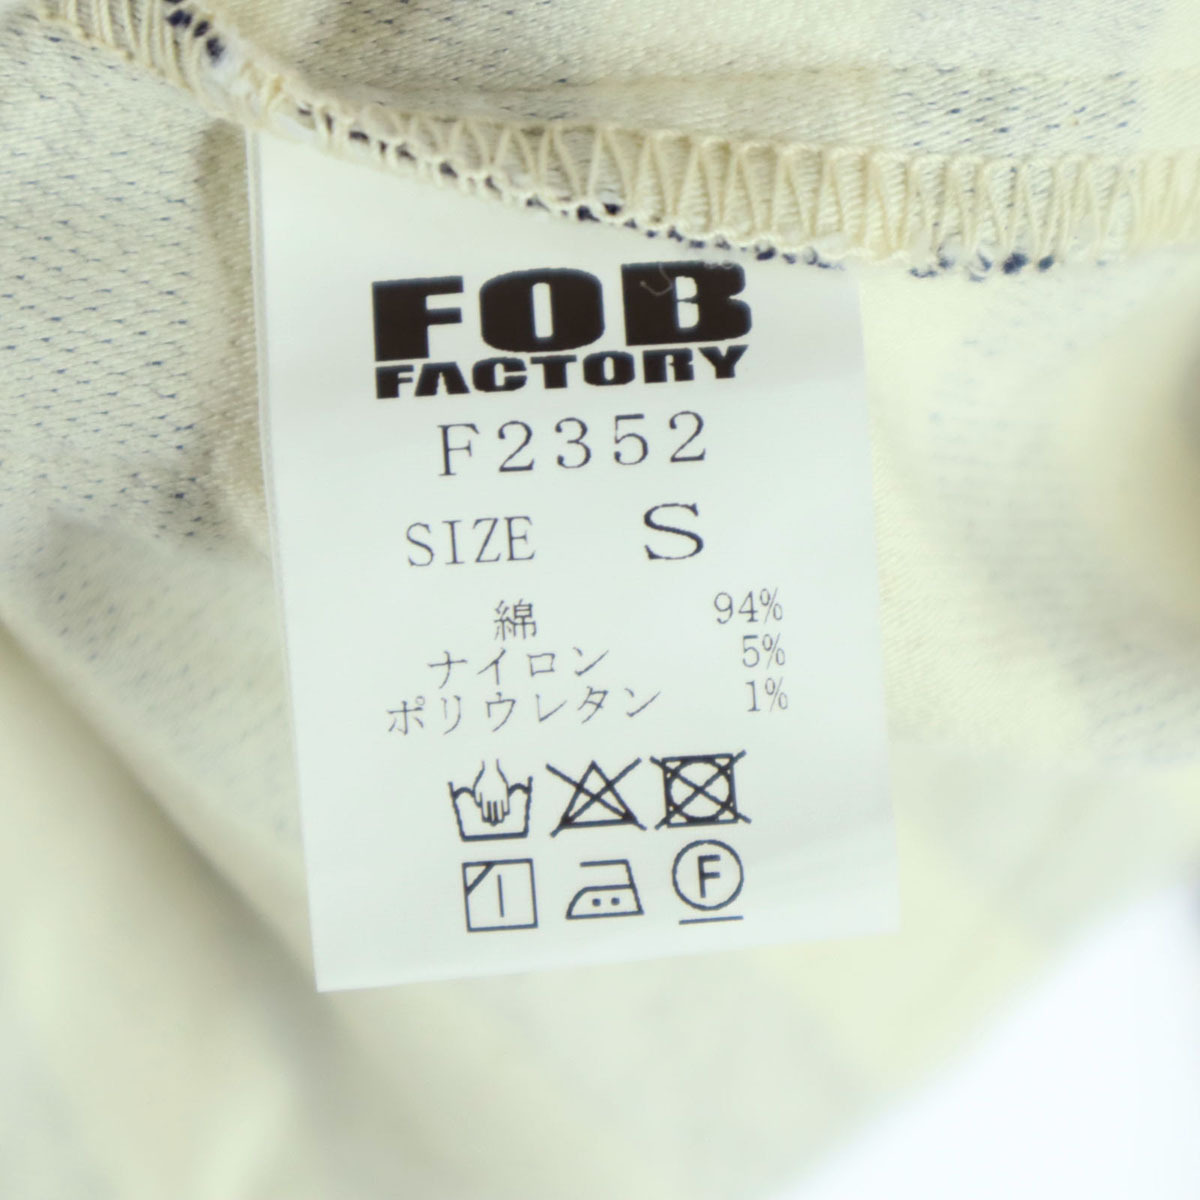 FOB
FACTORY
F2352
SIZE S
綿 94%
ナイロン 5%
ポリウレタン 1%
F